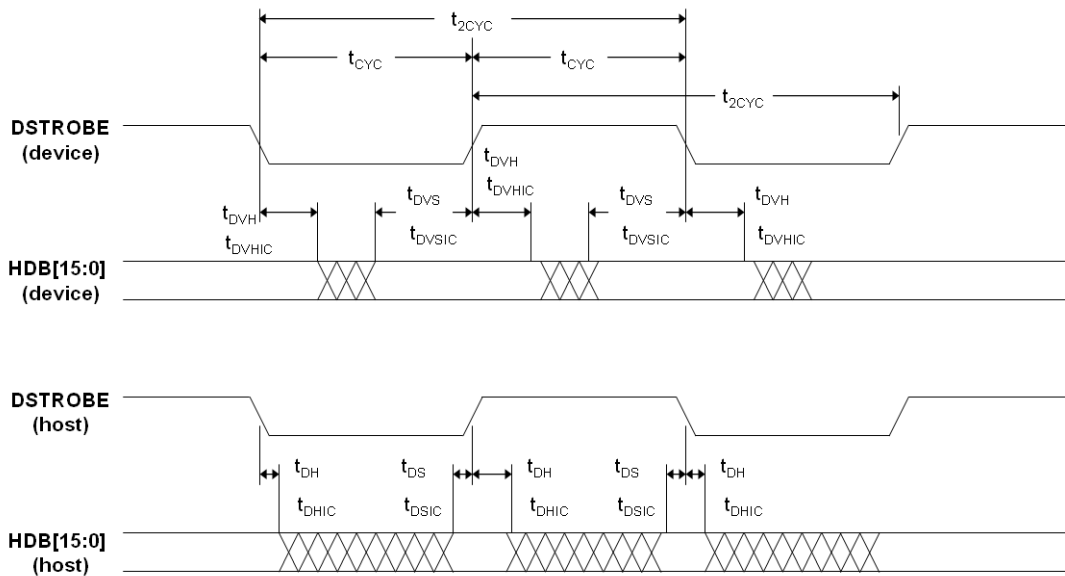 t2CYC
tCYC tCYC
t2CYC
DSTROBE
(device)
tDVH
tDVHIC
tDVS tDVS tDVH
tDVH
tDVSIC tDVSIC tDVHIC
tDVHIC
HDB[15:0]
(device)
DSTROBE
(host)
tDH tDS tDH tDS tDH
tDHIC tDSIC tDHIC tDSIC tDHIC
HDB[15:0]
(host)